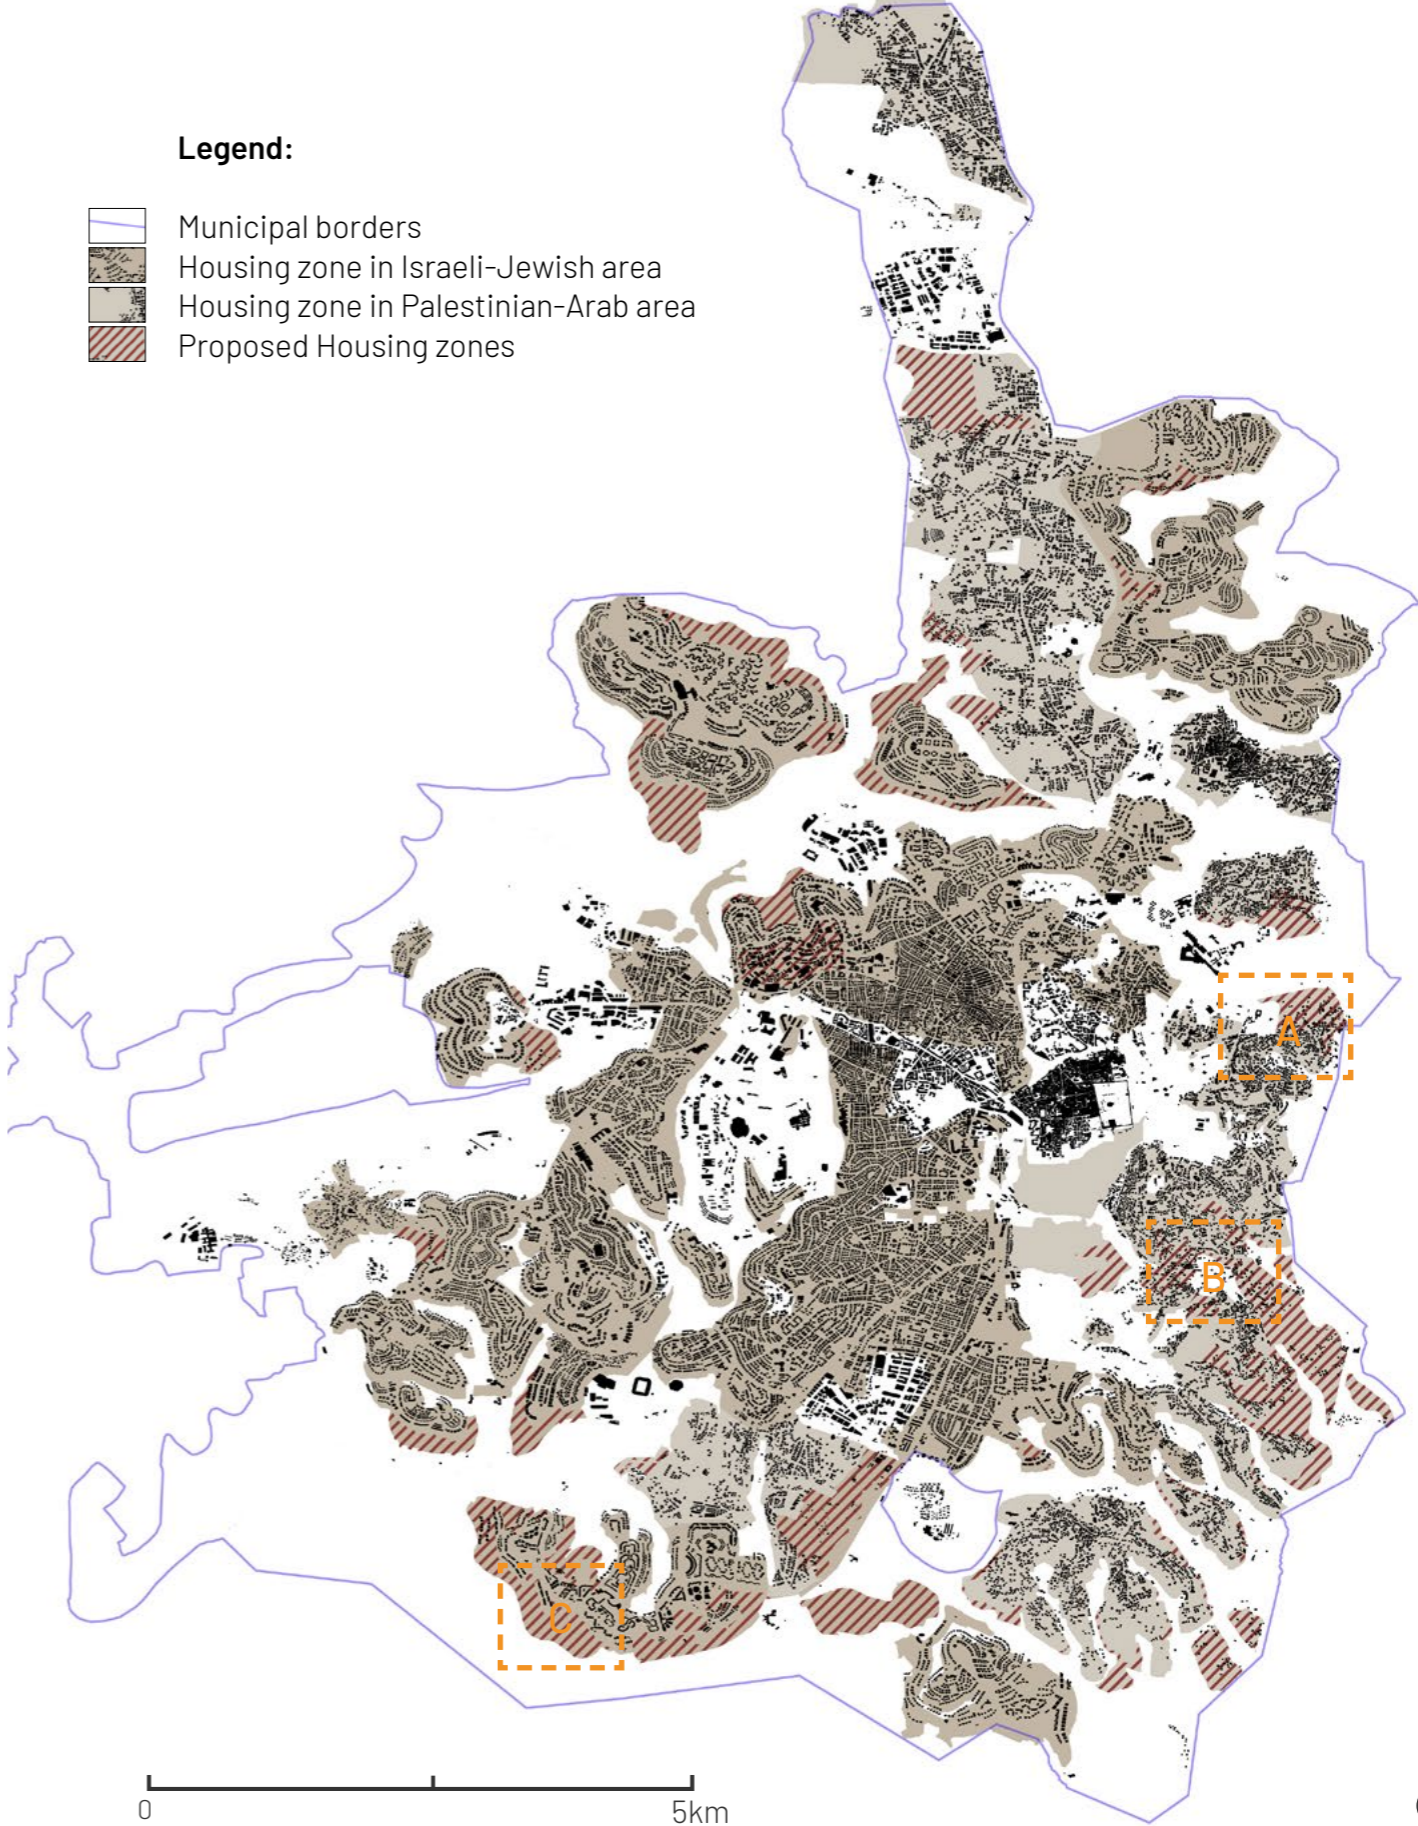 Legend:
Municipal borders
Housing zone in Israeli-Jewish area
Housing zone in Palestinian-Arab area
Proposed Housing zones
A
B
C
0
5km